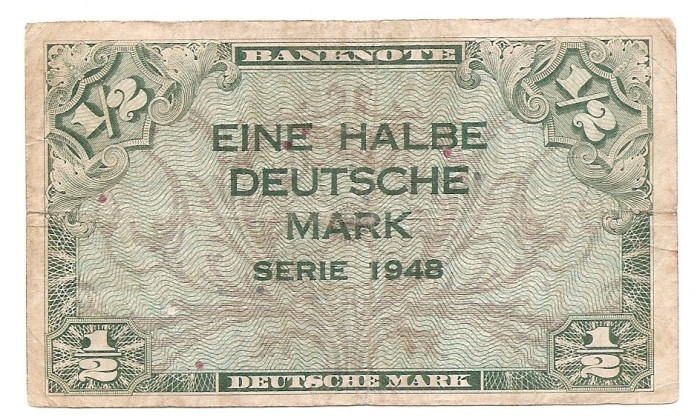 BANKNOTE
1/2 1/2
EINE HALBE
DEUTSCHE
MARK
SERIE 1948
1/2 1/2
DEUTSCHE MARK